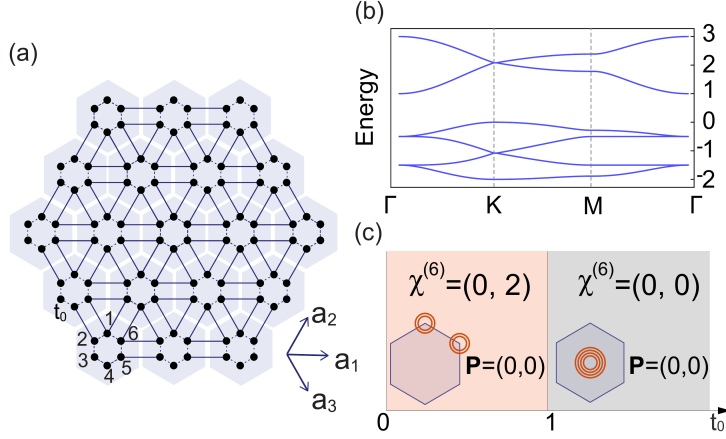 (a)
t₀
1
2
3
4
5
6
a₂
a₁
a₃
(b)
Energy
3
2
1
0
-1
-2
Γ
K
M
Γ
(c)
χ⁽⁶⁾=(0, 2)
χ⁽⁶⁾=(0, 0)
P=(0,0)
P=(0,0)
0
1
t₀